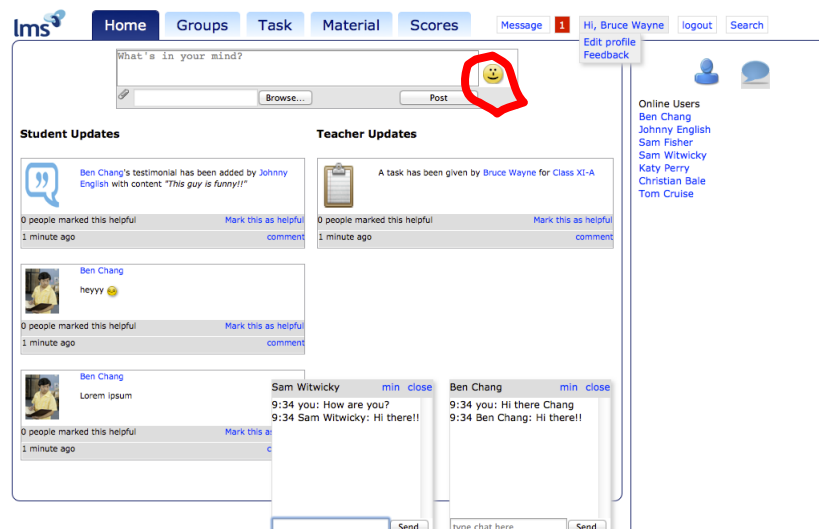 lms
Home Groups Task Material Scores Message 1 Hi, Bruce Wayne logout Search
Edit profile
Feedback
What's in your mind?
Browse... Post
Online Users
Ben Chang
Johnny English
Sam Fisher
Sam Witwicky
Katy Perry
Christian Bale
Tom Cruise
Student Updates
Ben Chang's testimonial has been added by Johnny
English with content "This guy is funny!!"
0 people marked this helpful Mark this as helpful
1 minute ago comment
Ben Chang
heyyy
0 people marked this helpful Mark this as helpful
1 minute ago comment
Ben Chang
Lorem ipsum
0 people marked this helpful Mark this a
1 minute ago c
Teacher Updates
A task has been given by Bruce Wayne for Class XI-A
0 people marked this helpful Mark this as helpful
1 minute ago comment
Sam Witwicky min close
9:34 you: How are you?
9:34 Sam Witwicky: Hi there!!
Send
Ben Chang min close
9:34 you: Hi there Chang
9:34 Ben Chang: Hi there!!
type chat here Send